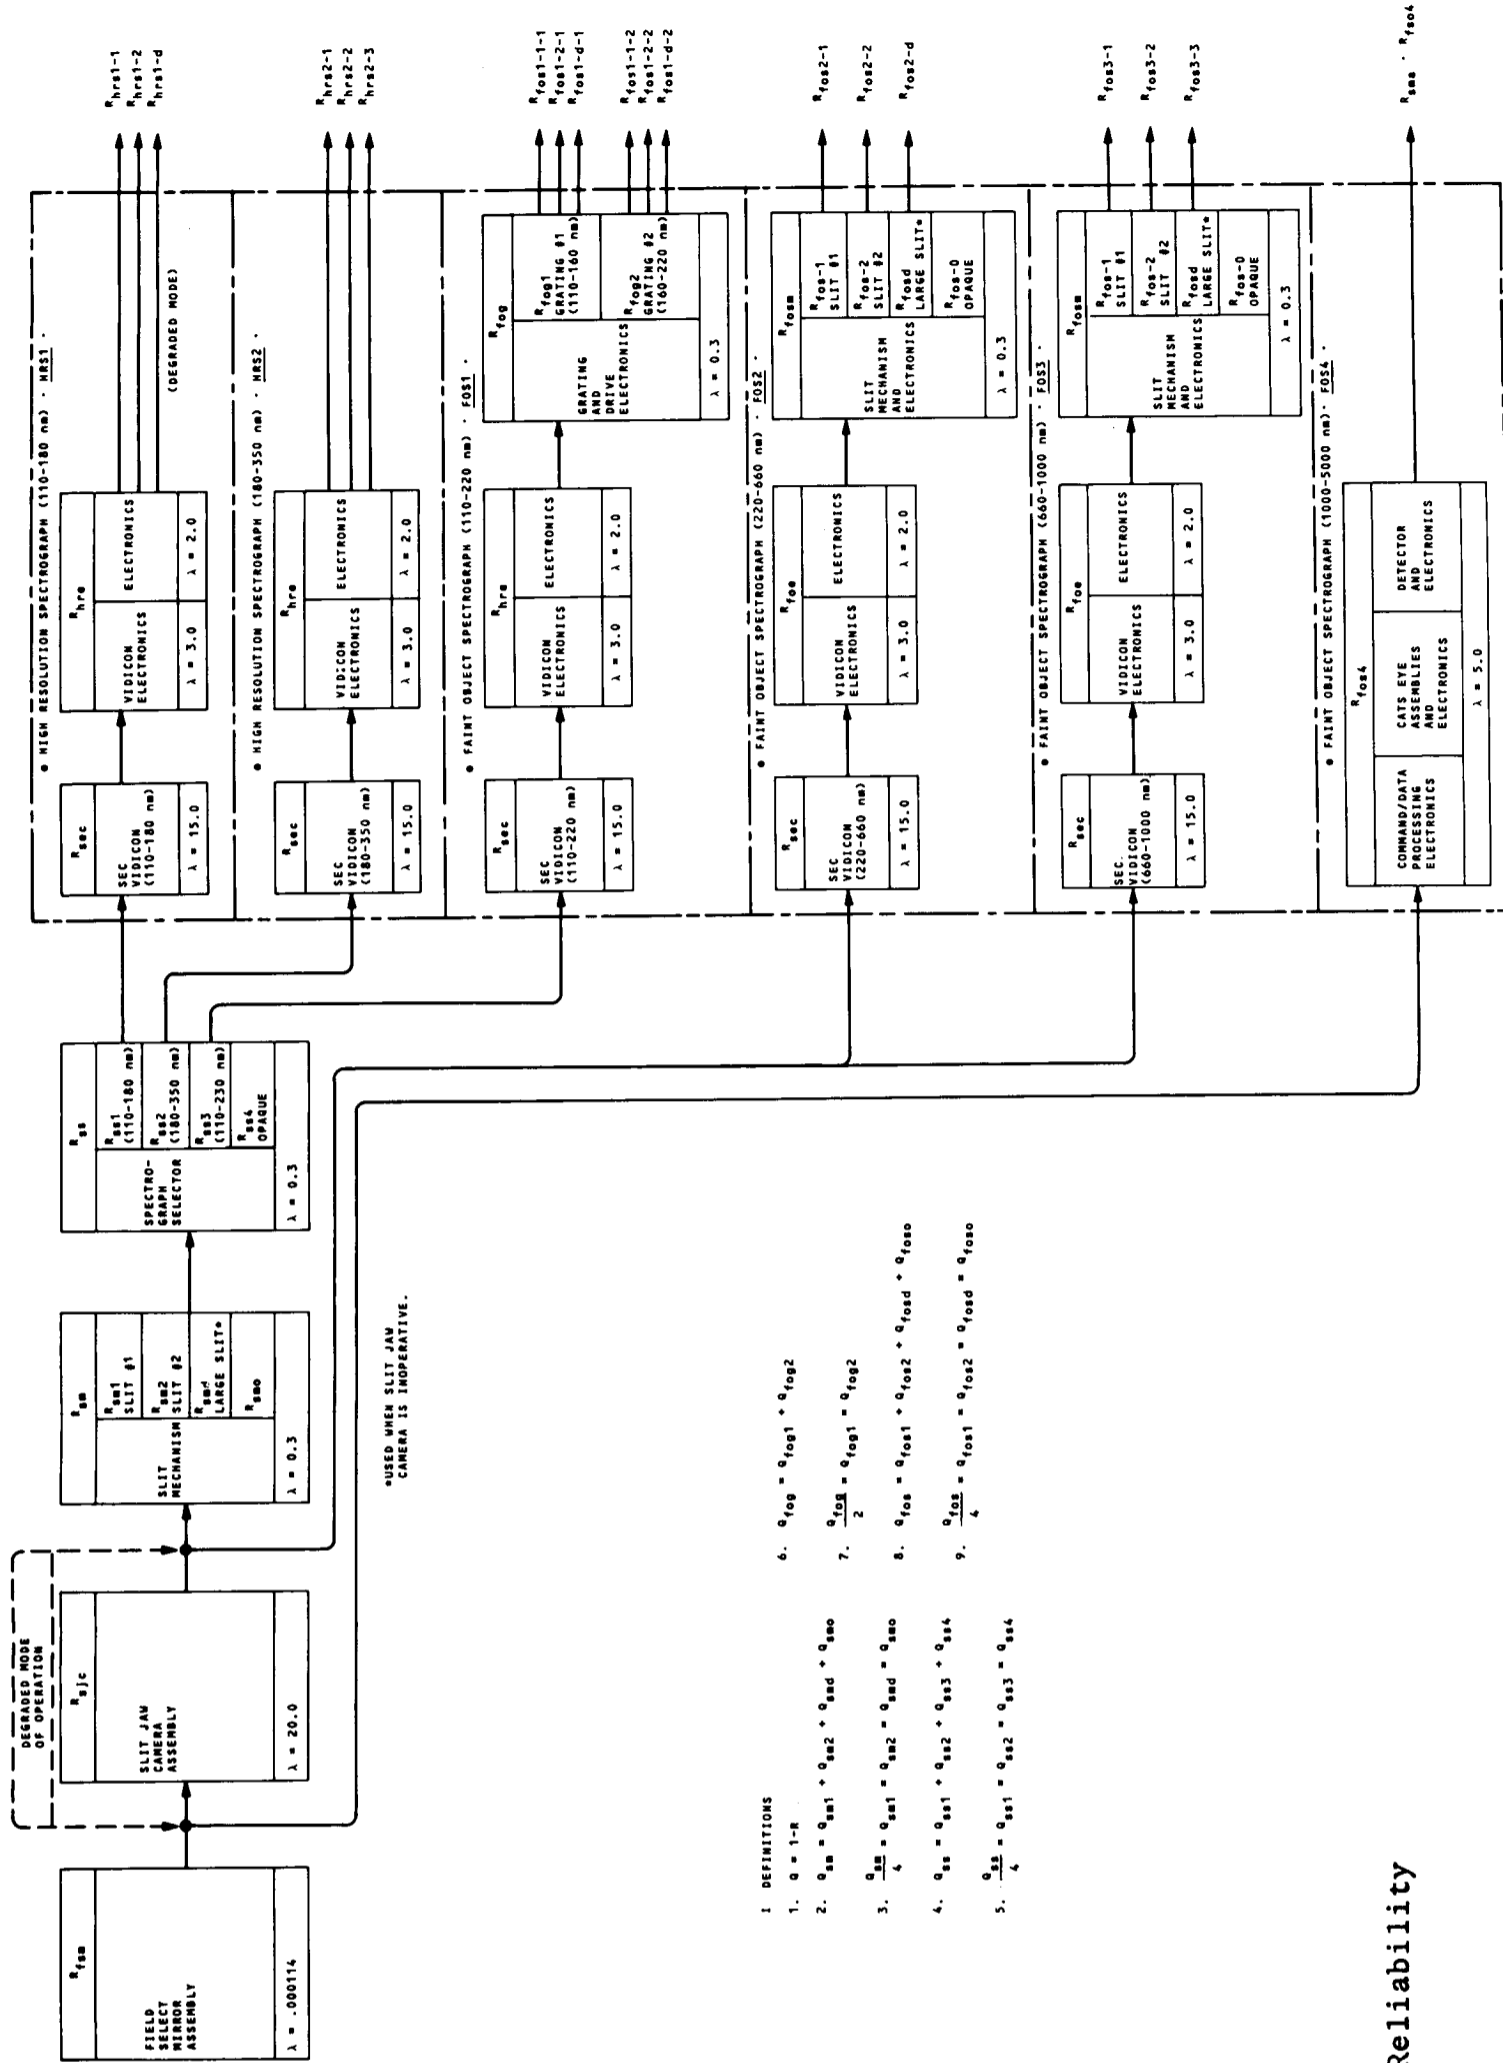 R_fsm
FIELD
SELECT
MIRROR
ASSEMBLY
λ = .000114
DEGRADED MODE
OF OPERATION
R_sjc
SLIT JAW
CAMERA
ASSEMBLY
λ = 20.0
R_sm
SLIT
MECHANISM
R_sm1
SLIT #1
R_sm2
SLIT #2
R_smd
LARGE SLIT*
R_smo
λ = 0.3
*USED WHEN SLIT JAW
CAMERA IS INOPERATIVE.
R_ss
SPECTRO-
GRAPH
SELECTOR
R_ss1
(110-180 nm)
R_ss2
(180-350 nm)
R_ss3
(110-230 nm)
R_ss4
OPAQUE
λ = 0.3
• HIGH RESOLUTION SPECTROGRAPH (110-180 nm) · HRS1 ·
R_sec
SEC
VIDICON
(110-180 nm)
λ = 15.0
R_hre
VIDICON
ELECTRONICS
ELECTRONICS
λ = 3.0
λ = 2.0
(DEGRADED MODE)
R_hrs1-1
R_hrs1-2
R_hrs1-d
• HIGH RESOLUTION SPECTROGRAPH (180-350 nm) · HRS2 ·
R_sec
SEC
VIDICON
(180-350 nm)
λ = 15.0
R_hre
VIDICON
ELECTRONICS
ELECTRONICS
λ = 3.0
λ = 2.0
R_hrs2-1
R_hrs2-2
R_hrs2-3
• FAINT OBJECT SPECTROGRAPH (110-220 nm) · FOS1 ·
R_sec
SEC
VIDICON
(110-220 nm)
λ = 15.0
R_hre
VIDICON
ELECTRONICS
ELECTRONICS
λ = 3.0
λ = 2.0
R_fog
GRATING
AND
DRIVE
ELECTRONICS
R_fog1
GRATING #1
(110-160 nm)
R_fog2
GRATING #2
(160-220 nm)
λ = 0.3
R_fos1-1-1
R_fos1-2-1
R_fos1-d-1
R_fos1-1-2
R_fos1-2-2
R_fos1-d-2
• FAINT OBJECT SPECTROGRAPH (220-660 nm) · FOS2 ·
R_sec
SEC
VIDICON
(220-660 nm)
λ = 15.0
R_foe
VIDICON
ELECTRONICS
ELECTRONICS
λ = 3.0
λ = 2.0
R_fosm
SLIT
MECHANISM
AND
ELECTRONICS
R_fos-1
SLIT #1
R_fos-2
SLIT #2
R_fosd
LARGE SLIT*
R_fos-0
OPAQUE
λ = 0.3
R_fos2-1
R_fos2-2
R_fos2-d
• FAINT OBJECT SPECTROGRAPH (660-1000 nm) · FOS3 ·
R_sec
SEC.
VIDICON
(660-1000 nm)
λ = 15.0
R_foe
VIDICON
ELECTRONICS
ELECTRONICS
λ = 3.0
λ = 2.0
R_fosm
SLIT
MECHANISM
AND
ELECTRONICS
R_fos-1
SLIT #1
R_fos-2
SLIT #2
R_fosd
LARGE SLIT*
R_fos-0
OPAQUE
λ = 0.3
R_fos3-1
R_fos3-2
R_fos3-3
• FAINT OBJECT SPECTROGRAPH (1000-5000 nm) · FOS4 ·
R_fos4
COMMAND/DATA
PROCESSING
ELECTRONICS
CATS EYE
ASSEMBLIES
AND
ELECTRONICS
DETECTOR
AND
ELECTRONICS
λ = 5.0
R_sma · R_fso4
I DEFINITIONS
1. Q = 1-R
2. Q_sm = Q_sm1 + Q_sm2 + Q_smd + Q_smo
3. Q_sm/4 = Q_sm1 = Q_sm2 = Q_smd = Q_smo
4. Q_ss = Q_ss1 + Q_ss2 + Q_ss3 + Q_ss4
5. Q_ss/4 = Q_ss1 = Q_ss2 = Q_ss3 = Q_ss4
6. Q_fog = Q_fog1 + Q_fog2
7. Q_fog/2 = Q_fog1 = Q_fog2
8. Q_fos = Q_fos1 + Q_fos2 + Q_fosd + Q_foso
9. Q_fos/4 = Q_fos1 = Q_fos2 = Q_fosd = Q_foso
Reliability